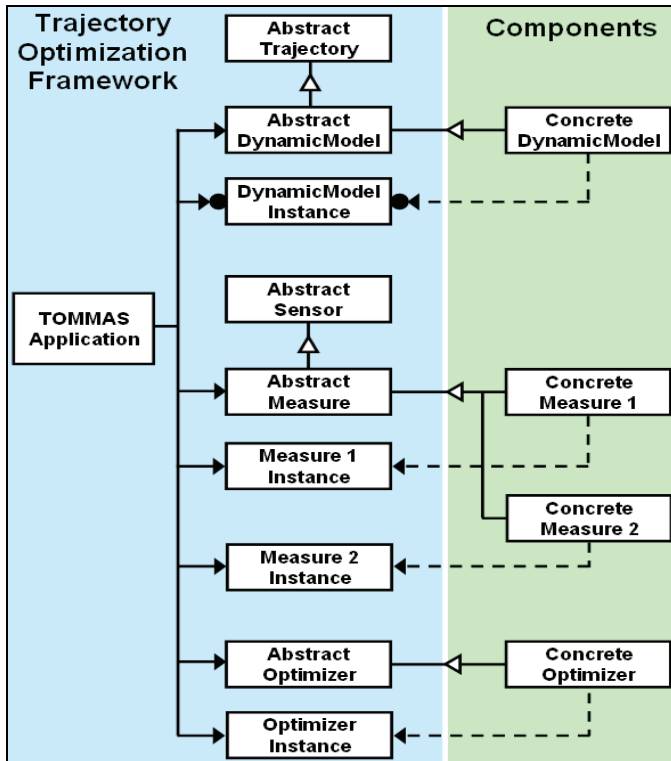 Trajectory
Optimization
Framework
Components
Abstract
Trajectory
Abstract
DynamicModel
Concrete
DynamicModel
DynamicModel
Instance
Abstract
Sensor
TOMMAS
Application
Abstract
Measure
Concrete
Measure 1
Measure 1
Instance
Concrete
Measure 2
Measure 2
Instance
Abstract
Optimizer
Concrete
Optimizer
Optimizer
Instance